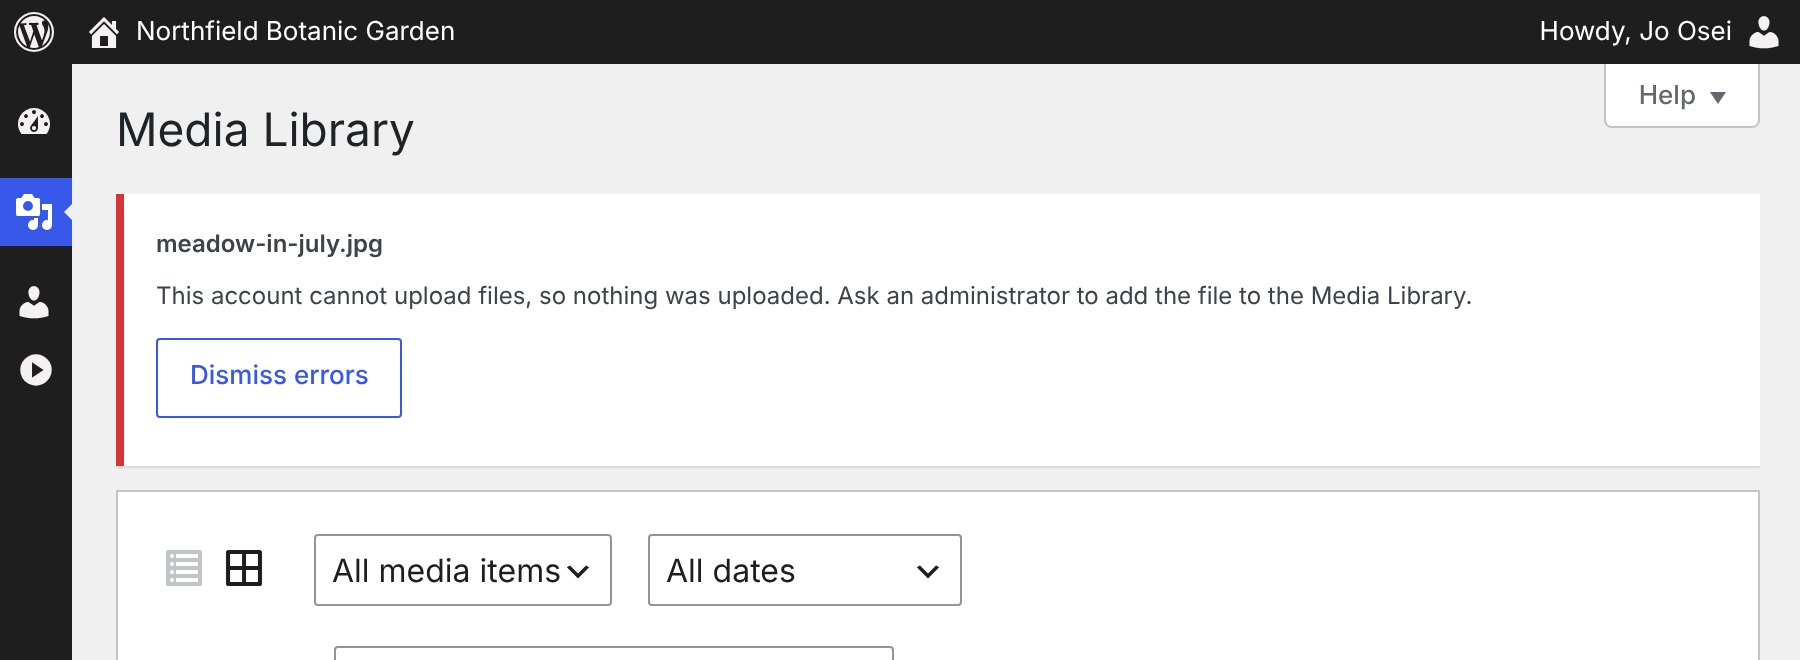 Northfield Botanic Garden
Howdy, Jo Osei
Help
Media Library
meadow-in-july.jpg
This account cannot upload files, so nothing was uploaded. Ask an administrator to add the file to the Media Library.
Dismiss errors
All media items
All dates